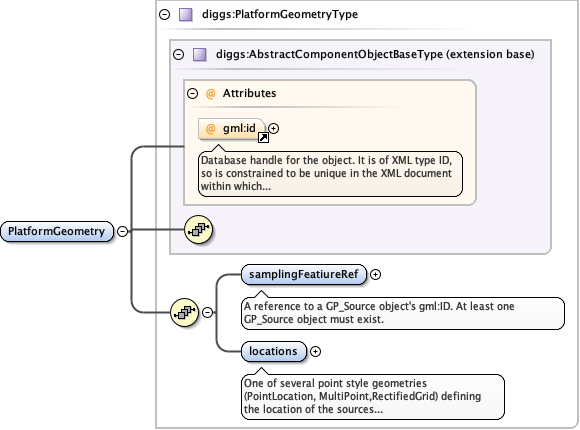 diggs:PlatformGeometryType
diggs:AbstractComponentObjectBaseType (extension base)
@ Attributes
@ gml:id
Database handle for the object. It is of XML type ID,
so is constrained to be unique in the XML document
within which...
PlatformGeometry
samplingFeatiureRef
A reference to a GP_Source object's gml:ID. At least one
GP_Source object must exist.
locations
One of several point style geometries
(PointLocation, MultiPoint,RectifiedGrid) defining
the location of the sources...